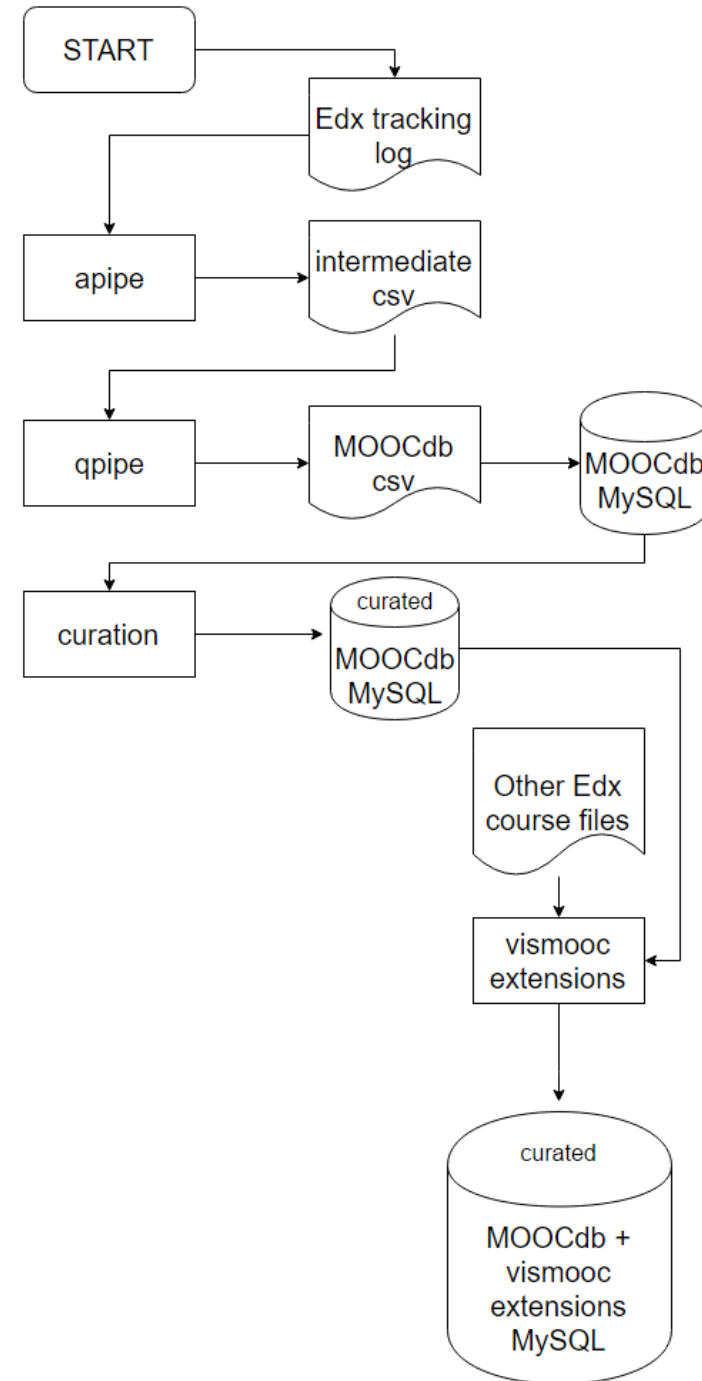 START
Edx tracking
log
apipe
intermediate
csv
qpipe
MOOCdb
csv
MOOCdb
MySQL
curation
curated
MOOCdb
MySQL
Other Edx
course files
vismooc
extensions
curated
MOOCdb +
vismooc
extensions
MySQL